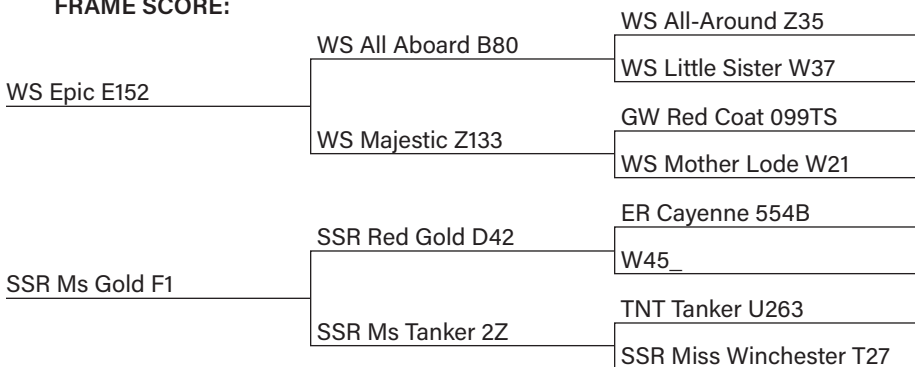 FRAME SCORE:
WS All-Around Z35
WS All Aboard B80
WS Little Sister W37
WS Epic E152
GW Red Coat 099TS
WS Majestic Z133
WS Mother Lode W21
ER Cayenne 554B
SSR Red Gold D42
W45_
SSR Ms Gold F1
TNT Tanker U263
SSR Ms Tanker 2Z
SSR Miss Winchester T27